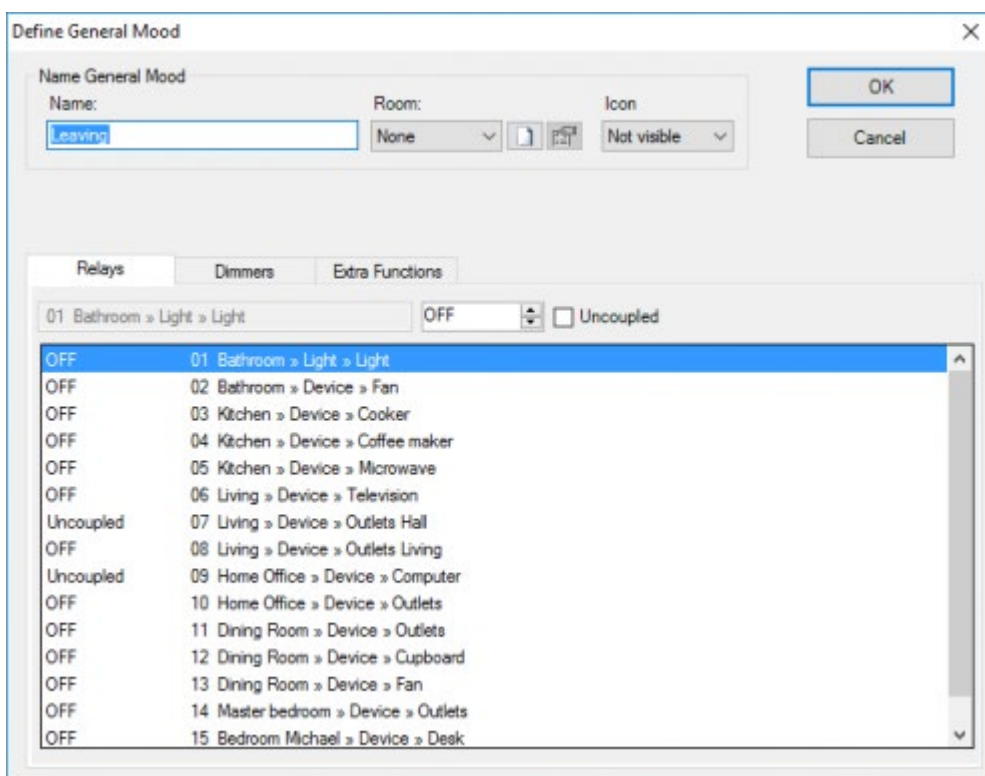 Define General Mood
Name General Mood
Name: Room: Icon
Leaving None Not visible
OK
Cancel
Relays Dimmers Extra Functions
01 Bathroom » Light » Light OFF Uncoupled
OFF 01 Bathroom » Light » Light
OFF 02 Bathroom » Device » Fan
OFF 03 Kitchen » Device » Cooker
OFF 04 Kitchen » Device » Coffee maker
OFF 05 Kitchen » Device » Microwave
OFF 06 Living » Device » Television
Uncoupled 07 Living » Device » Outlets Hall
OFF 08 Living » Device » Outlets Living
Uncoupled 09 Home Office » Device » Computer
OFF 10 Home Office » Device » Outlets
OFF 11 Dining Room » Device » Outlets
OFF 12 Dining Room » Device » Cupboard
OFF 13 Dining Room » Device » Fan
OFF 14 Master bedroom » Device » Outlets
OFF 15 Bedroom Michael » Device » Desk